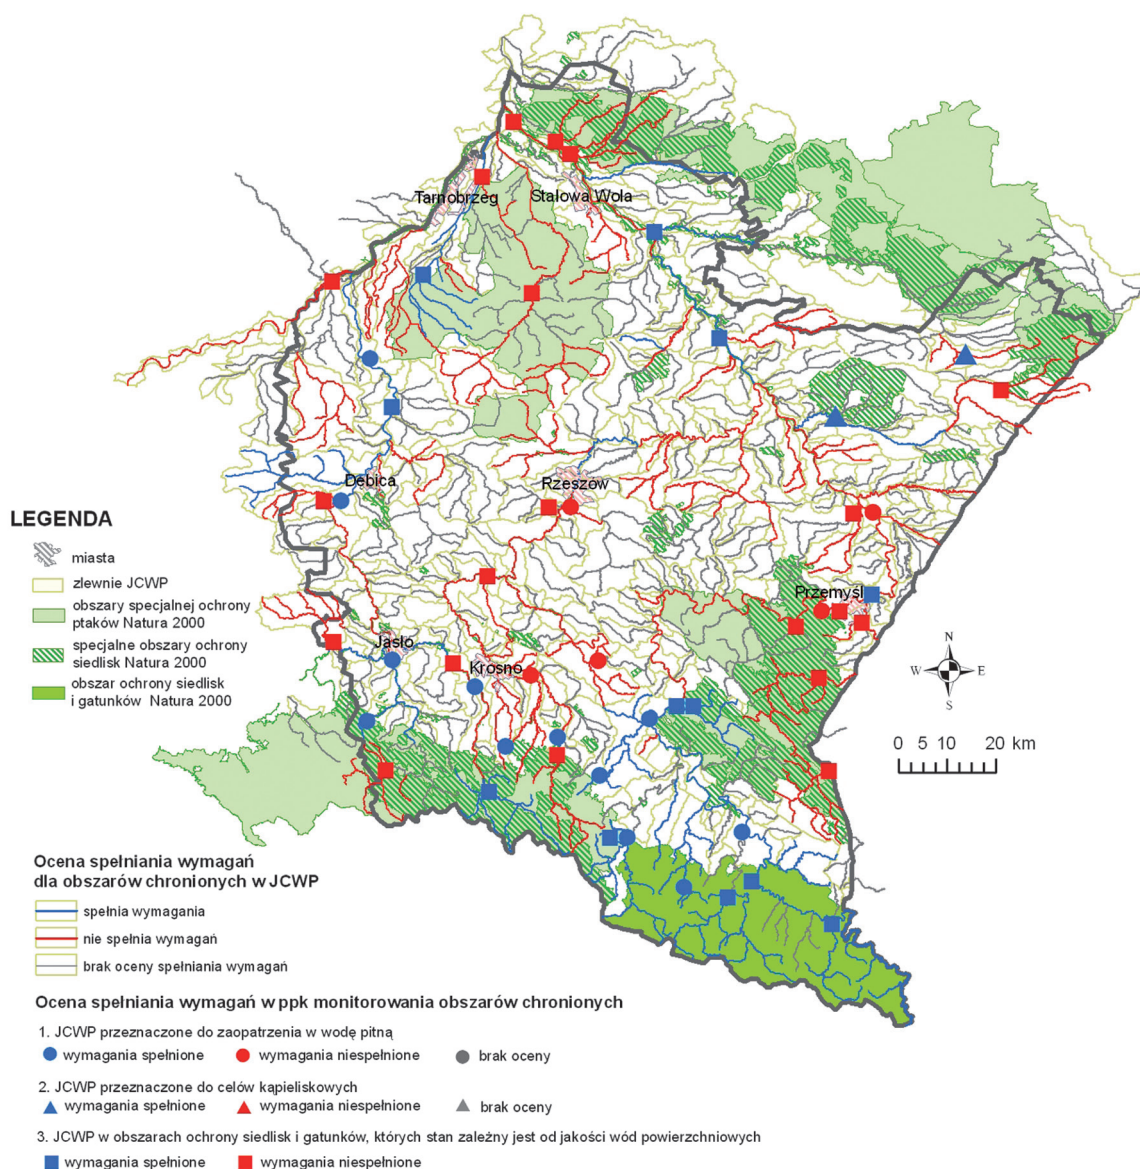 Tarnobrzeg
Stalowa Wola
Dębica
Rzeszów
Przemyśl
Jasło
Krosno
N
W E
S
0 5 10 20 km
LEGENDA
miasta
zlewnie JCWP
obszary specjalnej ochrony
ptaków Natura 2000
specjalne obszary ochrony
siedlisk Natura 2000
obszar ochrony siedlisk
i gatunków Natura 2000
Ocena spełniania wymagań
dla obszarów chronionych w JCWP
spełnia wymagania
nie spełnia wymagań
brak oceny spełniania wymagań
Ocena spełniania wymagań w ppk monitorowania obszarów chronionych
1. JCWP przeznaczone do zaopatrzenia w wodę pitną
wymagania spełnione wymagania niespełnione brak oceny
2. JCWP przeznaczone do celów kąpieliskowych
wymagania spełnione wymagania niespełnione brak oceny
3. JCWP w obszarach ochrony siedlisk i gatunków, których stan zależny jest od jakości wód powierzchniowych
wymagania spełnione wymagania niespełnione